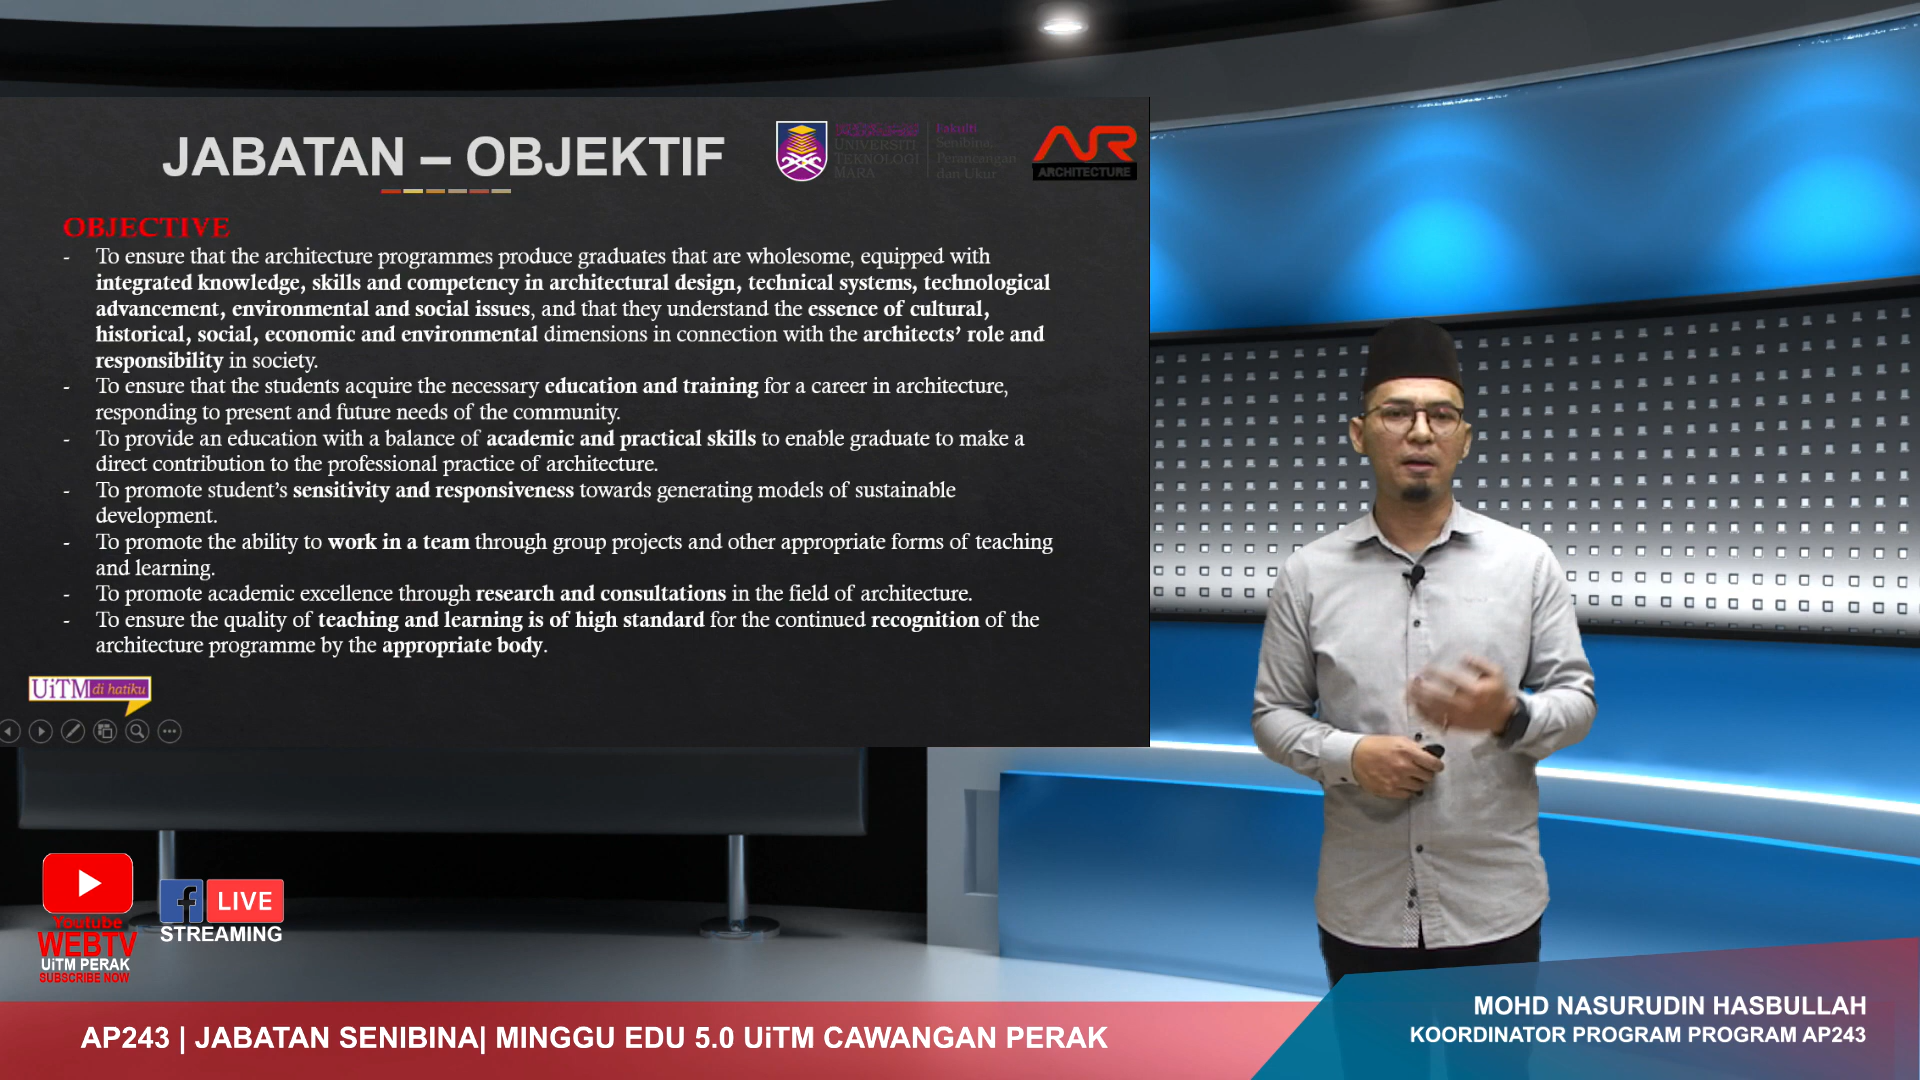 JABATAN – OBJEKTIF
UNIVERSITI
TEKNOLOGI
MARA
Fakulti
Senibina,
Perancangan
dan Ukur
AR
ARCHITECTURE
OBJECTIVE
- To ensure that the architecture programmes produce graduates that are wholesome, equipped with
integrated knowledge, skills and competency in architectural design, technical systems, technological
advancement, environmental and social issues, and that they understand the essence of cultural,
historical, social, economic and environmental dimensions in connection with the architects’ role and
responsibility in society.
- To ensure that the students acquire the necessary education and training for a career in architecture,
responding to present and future needs of the community.
- To provide an education with a balance of academic and practical skills to enable graduate to make a
direct contribution to the professional practice of architecture.
- To promote student’s sensitivity and responsiveness towards generating models of sustainable
development.
- To promote the ability to work in a team through group projects and other appropriate forms of teaching
and learning.
- To promote academic excellence through research and consultations in the field of architecture.
- To ensure the quality of teaching and learning is of high standard for the continued recognition of the
architecture programme by the appropriate body.
UiTM di hatiku
Youtube
WEBTV
UiTM PERAK
SUBSCRIBE NOW
f LIVE
STREAMING
AP243 | JABATAN SENIBINA| MINGGU EDU 5.0 UiTM CAWANGAN PERAK
MOHD NASURUDIN HASBULLAH
KOORDINATOR PROGRAM PROGRAM AP243